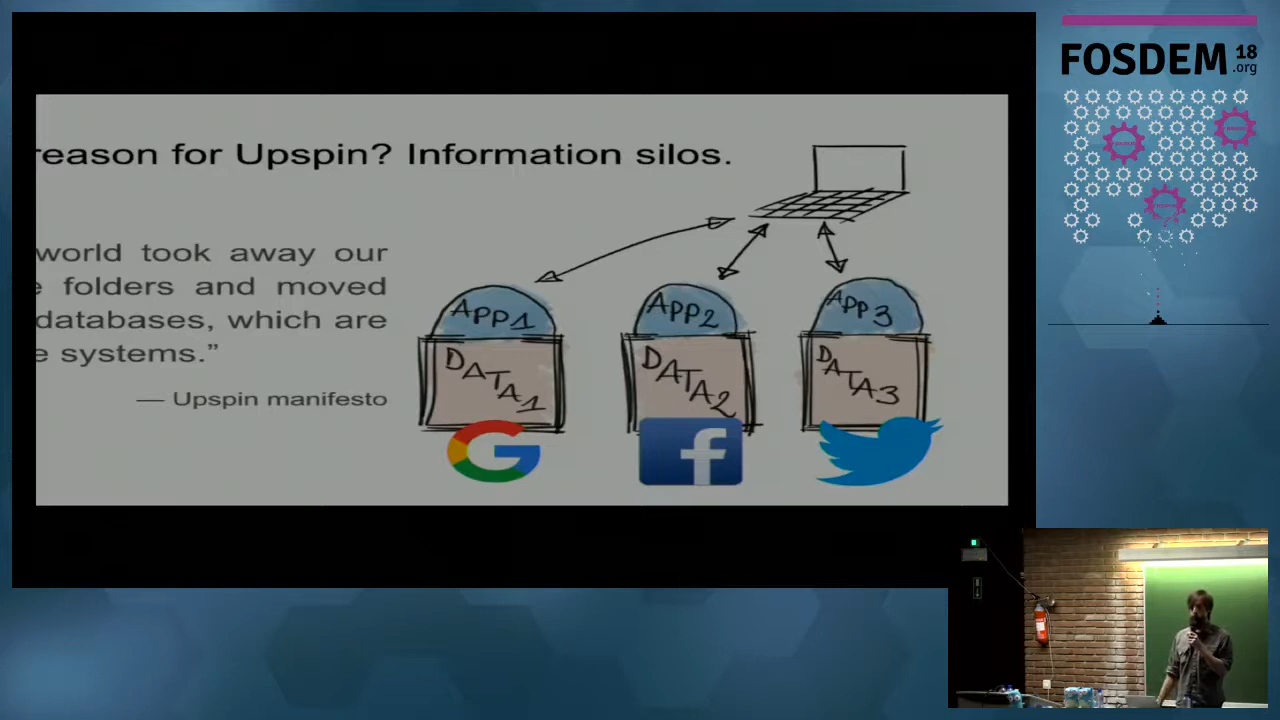 reason for Upspin? Information silos.
world took away our
e folders and moved
databases, which are
e systems.”
— Upspin manifesto
APP1
DATA1
APP2
DATA2
APP3
DATA3
FOSDEM 18
.org